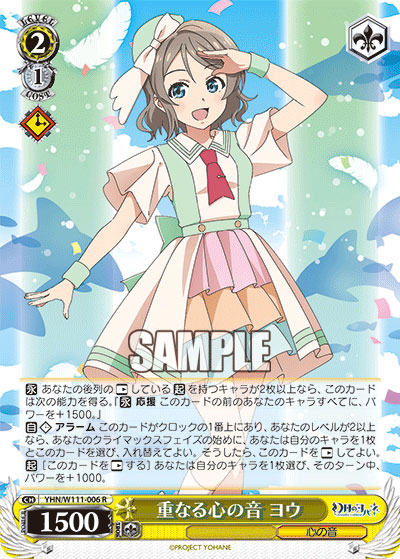 LEVEL
2
1
COST
SAMPLE
永 あなたの後列の している 起 を持つキャラが2枚以上なら、このカード
は次の能力を得る。『永 応援 このカードの前のあなたのキャラすべてに、パ
ワーを+1500。』
自 アラーム このカードがクロックの1番上にあり、あなたのレベルが2以上
なら、あなたのクライマックスフェイズの始めに、あなたは自分のキャラを1枚
とこのカードを選び、入れ替えてよい。そうしたら、このカードを してよい。
起 [このカードを する] あなたは自分のキャラを1枚選び、そのターン中、
パワーを+1000。
CH YHN/W111-006 R
1500
重なる心の音 ヨウ
幻日のヨハネ
心の音
©PROJECT YOHANE